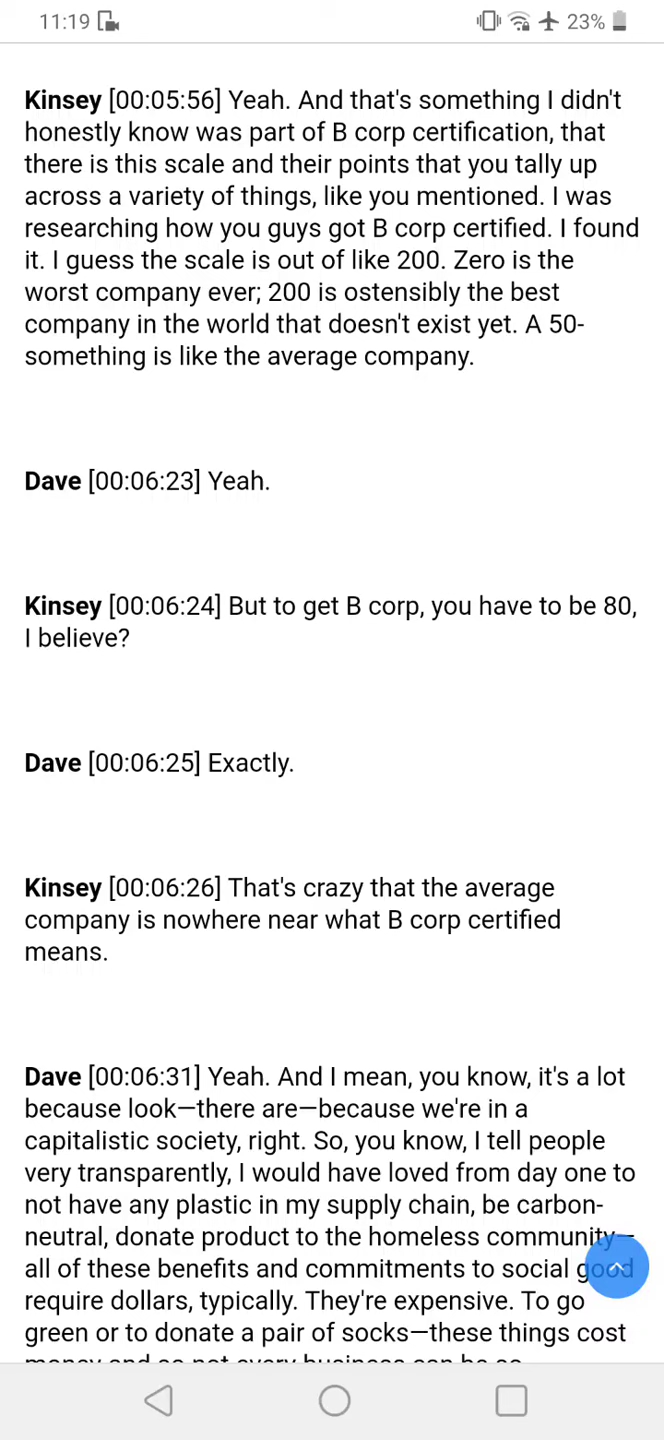 11:19 23%
Kinsey [00:05:56] Yeah. And that's something I didn't
honestly know was part of B corp certification, that
there is this scale and their points that you tally up
across a variety of things, like you mentioned. I was
researching how you guys got B corp certified. I found
it. I guess the scale is out of like 200. Zero is the
worst company ever; 200 is ostensibly the best
company in the world that doesn't exist yet. A 50-
something is like the average company.
Dave [00:06:23] Yeah.
Kinsey [00:06:24] But to get B corp, you have to be 80,
I believe?
Dave [00:06:25] Exactly.
Kinsey [00:06:26] That's crazy that the average
company is nowhere near what B corp certified
means.
Dave [00:06:31] Yeah. And I mean, you know, it's a lot
because look—there are—because we're in a
capitalistic society, right. So, you know, I tell people
very transparently, I would have loved from day one to
not have any plastic in my supply chain, be carbon-
neutral, donate product to the homeless community—
all of these benefits and commitments to social good
require dollars, typically. They're expensive. To go
green or to donate a pair of socks—these things cost
money and so not every business can be so